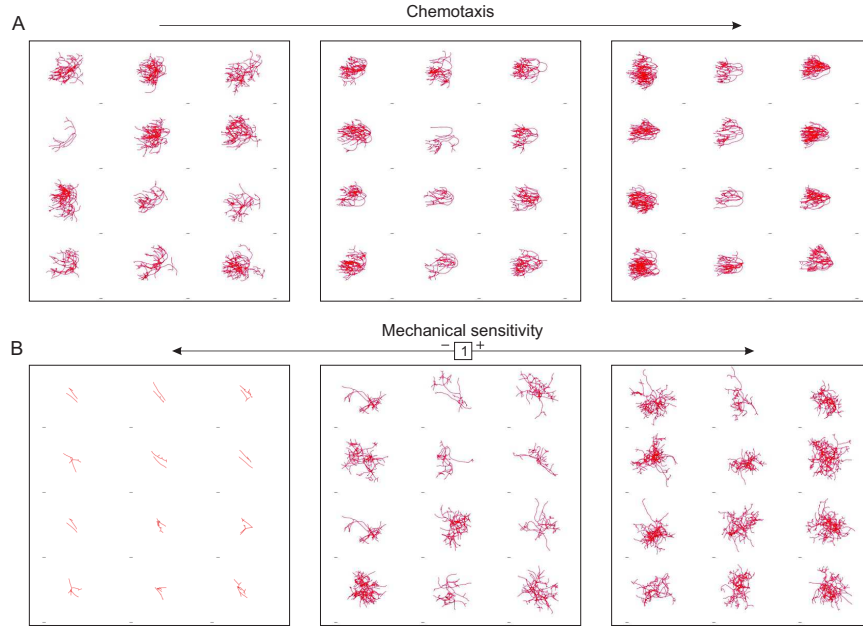 A
Chemotaxis
B
Mechanical sensitivity
− 1 +